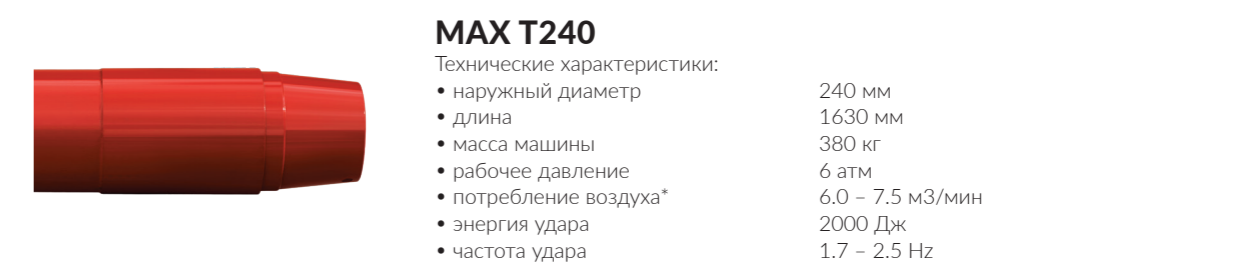 MAX T240
Технические характеристики:
• наружный диаметр 240 мм
• длина 1630 мм
• масса машины 380 кг
• рабочее давление 6 атм
• потребление воздуха* 6.0 – 7.5 м3/мин
• энергия удара 2000 Дж
• частота удара 1.7 – 2.5 Hz